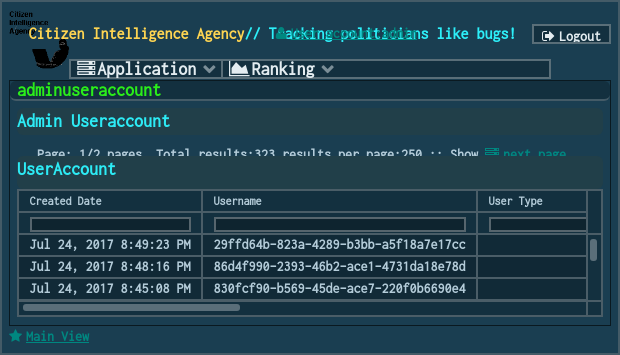 Citizen
Intelligence
Agency
Citizen Intelligence Agency// Tracking politicians like bugs!
Logout
Application
Ranking
adminuseraccount
Admin Useraccount
Page: 1/2 pages. Total results:323 results per page:250 :: Show next page
UserAccount
Created Date Username User Type
Jul 24, 2017 8:49:23 PM 29ffd64b-823a-4289-b3bb-a5f18a7e17cc
Jul 24, 2017 8:48:16 PM 86d4f990-2393-46b2-ace1-4731da18e78d
Jul 24, 2017 8:45:08 PM 830fcf90-b569-45de-ace7-220f0b6690e4
Main View